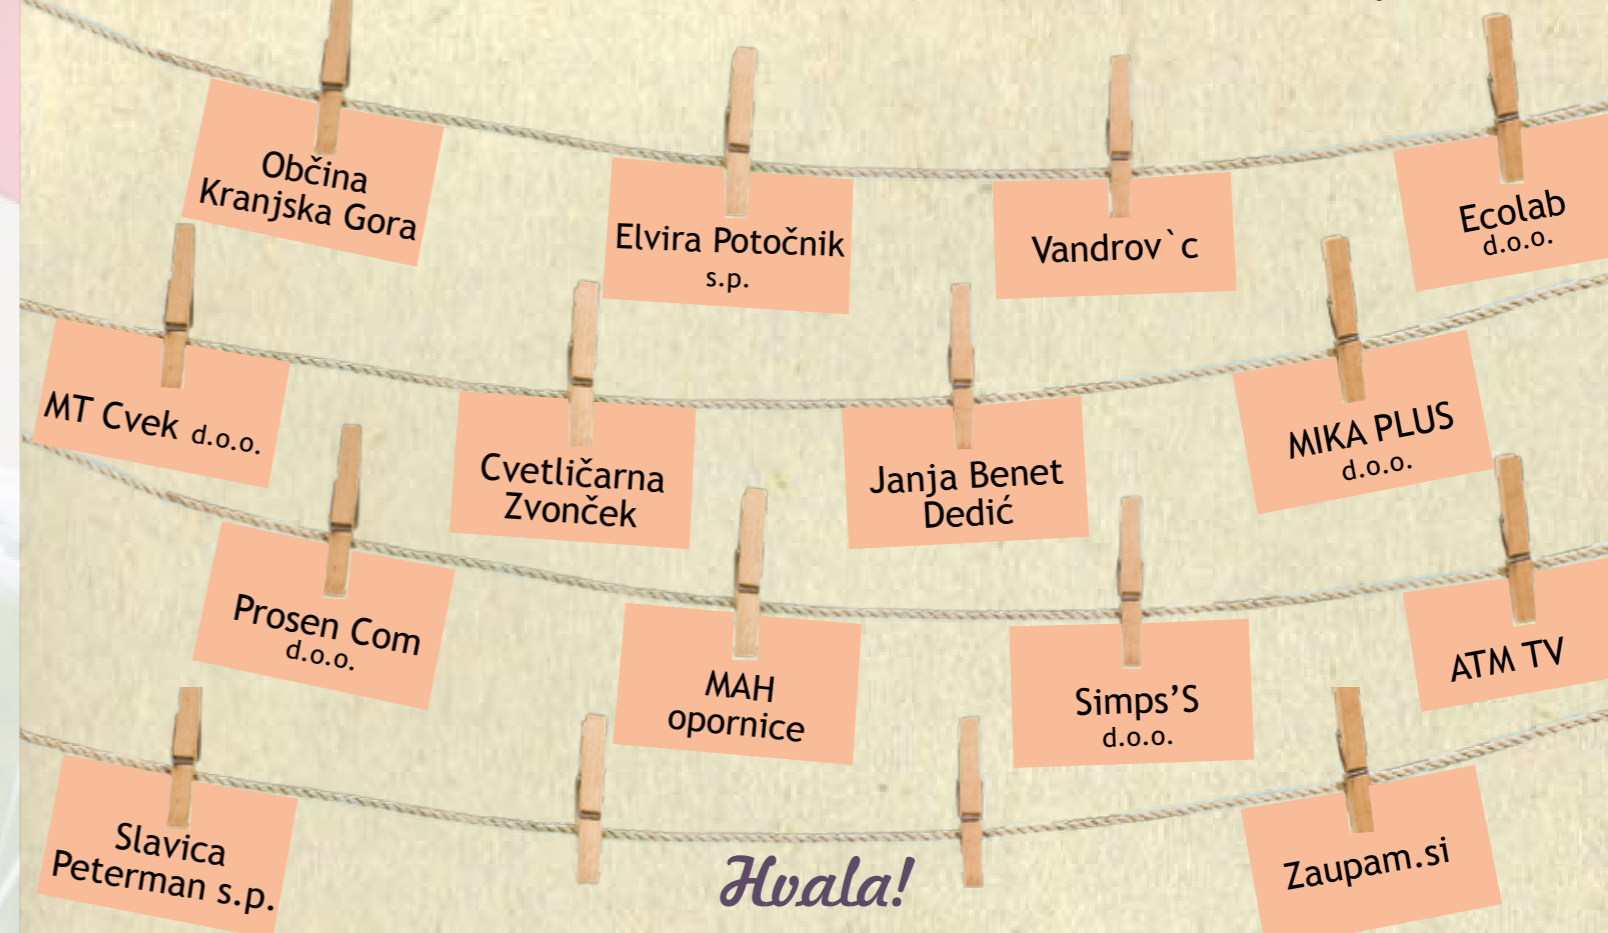 Občina
Kranjska Gora
Elvira Potočnik
s.p.
Vandrov`c
Ecolab
d.o.o.
MT Cvek d.o.o.
Cvetličarna
Zvonček
Janja Benet
Dedić
MIKA PLUS
d.o.o.
Prosen Com
d.o.o.
MAH
opornice
Simps’S
d.o.o.
ATM TV
Slavica
Peterman s.p.
Hvala!
Zaupam.si